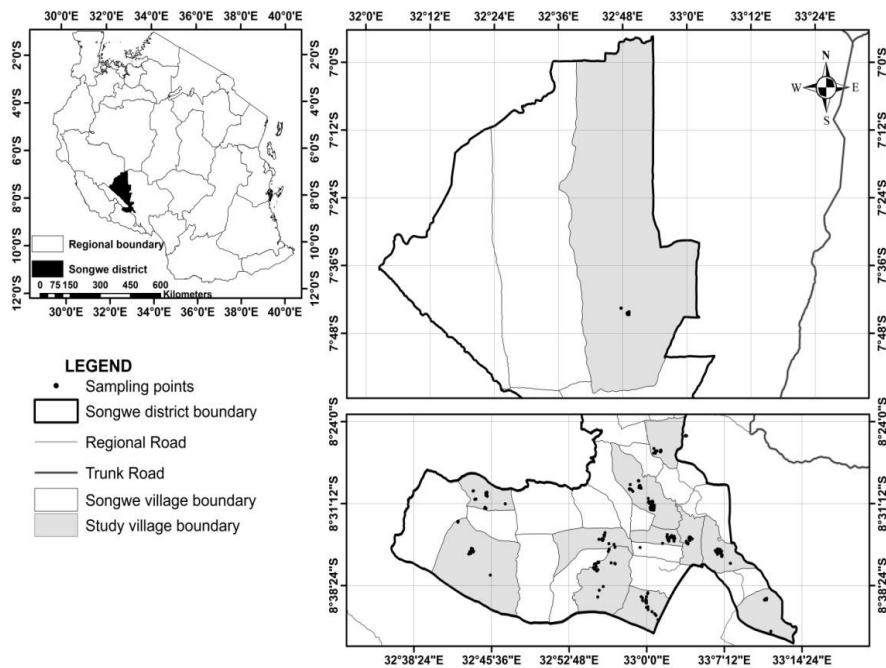 30°0'E 32°0'E 34°0'E 36°0'E 38°0'E 40°0'E
2°0'S
4°0'S
6°0'S
8°0'S
10°0'S
12°0'S
2°0'S
4°0'S
6°0'S
8°0'S
10°0'S
12°0'S
Regional boundary
Songwe district
0 75 150 300 450 600
Kilometers
30°0'E 32°0'E 34°0'E 36°0'E 38°0'E 40°0'E
32°0'E 32°12'E 32°24'E 32°36'E 32°48'E 33°0'E 33°12'E 33°24'E
7°0'S
7°12'S
7°24'S
7°36'S
7°48'S
N
W E
S
7°0'S
7°12'S
7°24'S
7°36'S
7°48'S
LEGEND
Sampling points
Songwe district boundary
Regional Road
Trunk Road
Songwe village boundary
Study village boundary
8°24'0"S
8°31'12"S
8°38'24"S
8°24'0"S
8°31'12"S
8°38'24"S
32°38'24"E 32°45'36"E 32°52'48"E 33°0'0"E 33°7'12"E 33°14'24"E